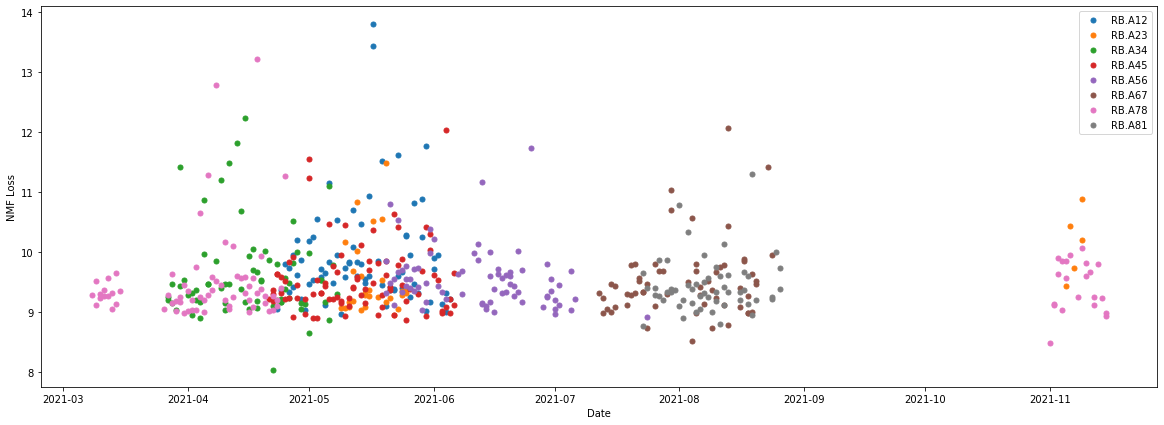 14
13
12
11
10
9
8
NMF Loss
2021-03
2021-04
2021-05
2021-06
2021-07
2021-08
2021-09
2021-10
2021-11
Date
RB.A12
RB.A23
RB.A34
RB.A45
RB.A56
RB.A67
RB.A78
RB.A81